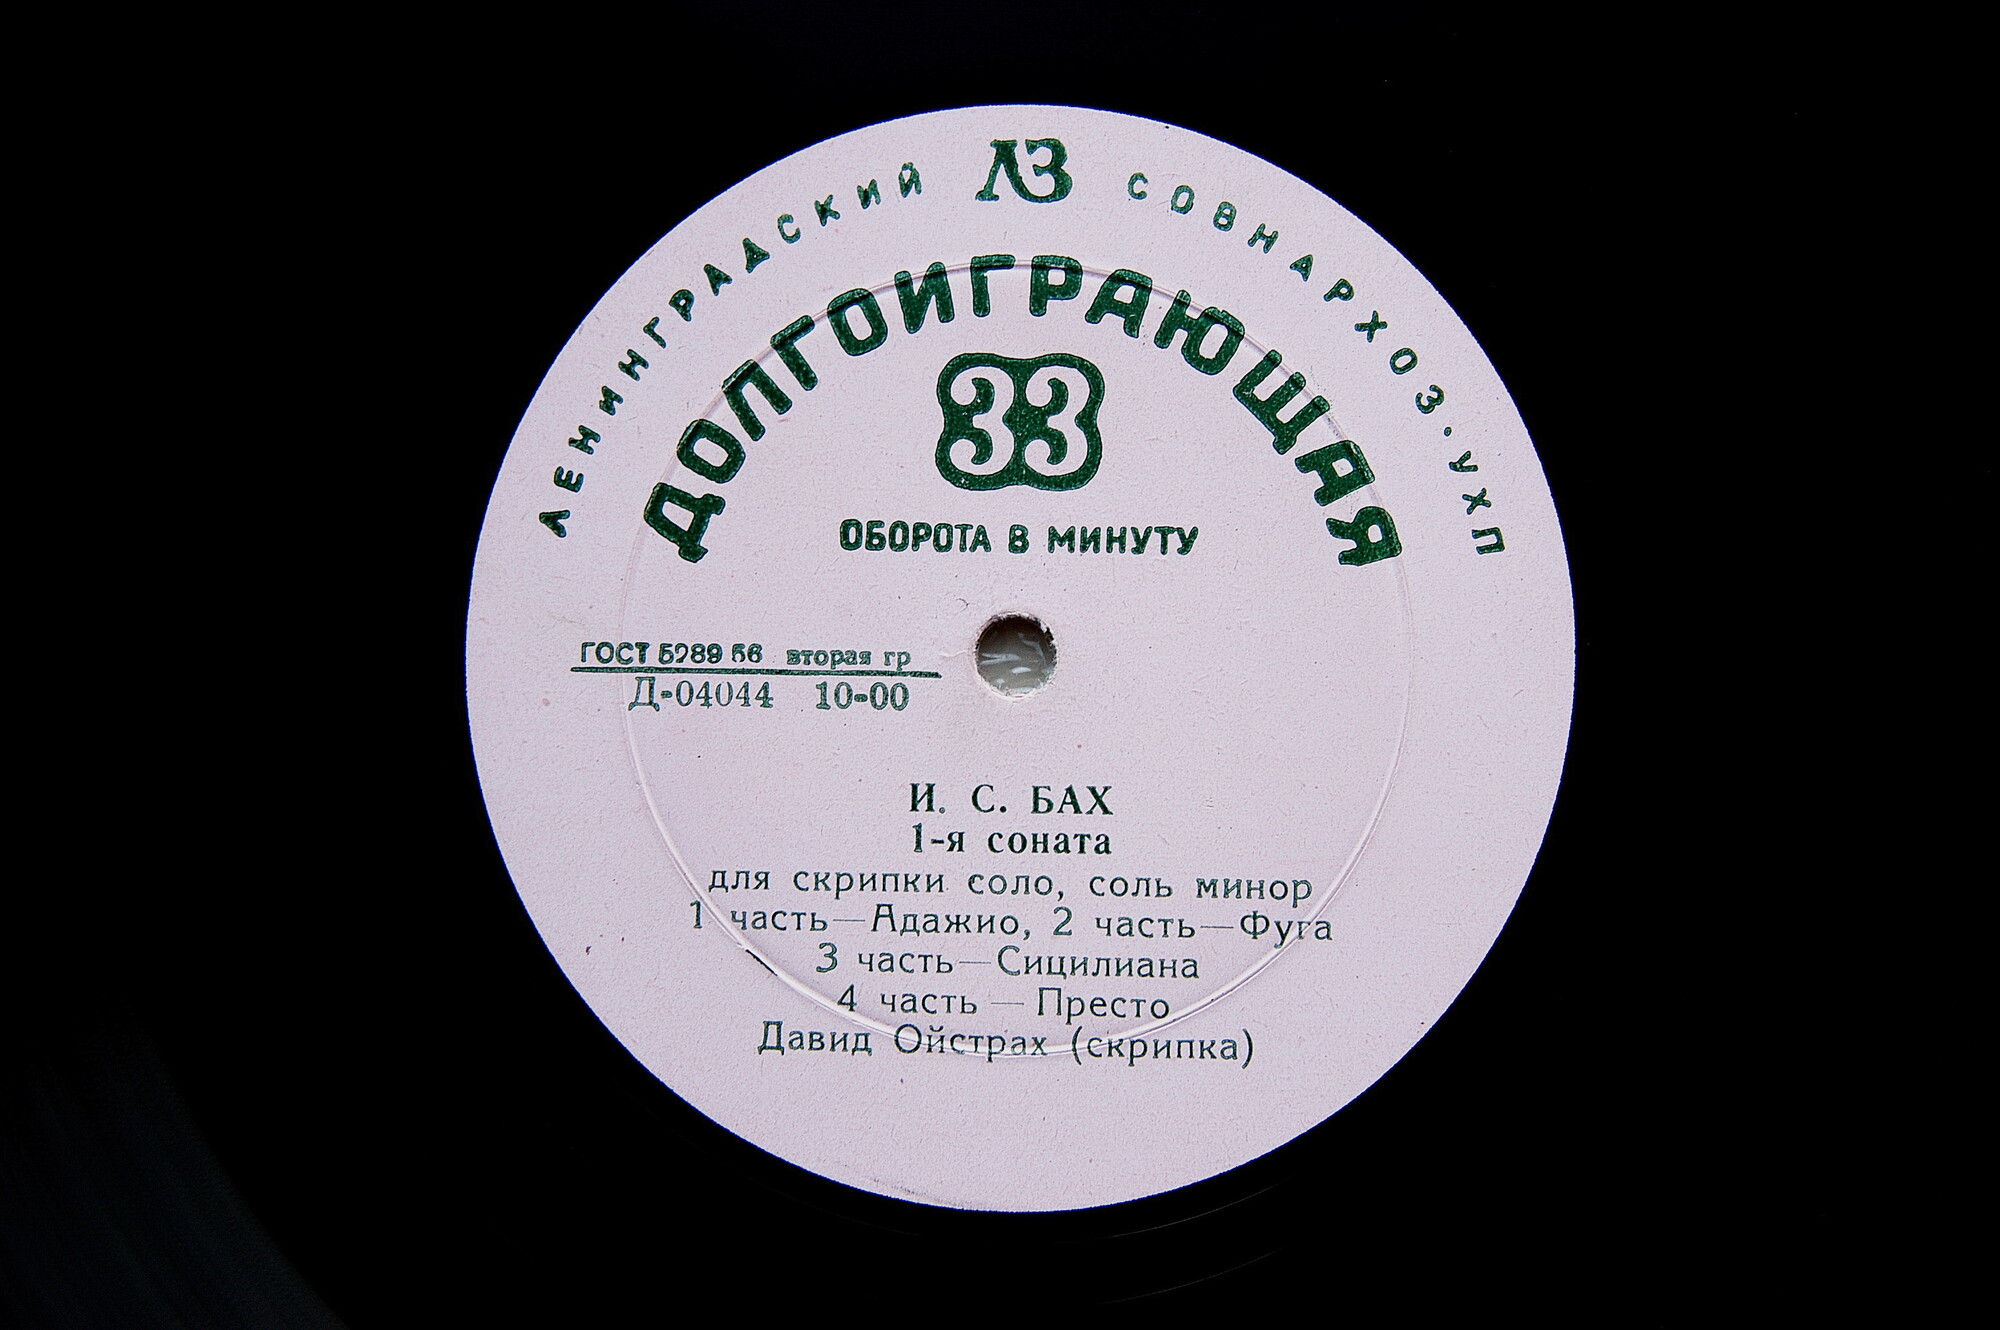 ЛЕНИНГРАДСКИЙ ЛЗ СОВНАРХОЗ·УХП
ДОЛГОИГРАЮЩАЯ
33
ОБОРОТА В МИНУТУ
ГОСТ 5289 56 вторая гр
Д-04044 10-00
И. С. БАХ
1-я соната
для скрипки соло, соль минор
1 часть—Адажио, 2 часть—Фуга
3 часть—Сицилиана
4 часть — Престо
Давид Ойстрах (скрипка)